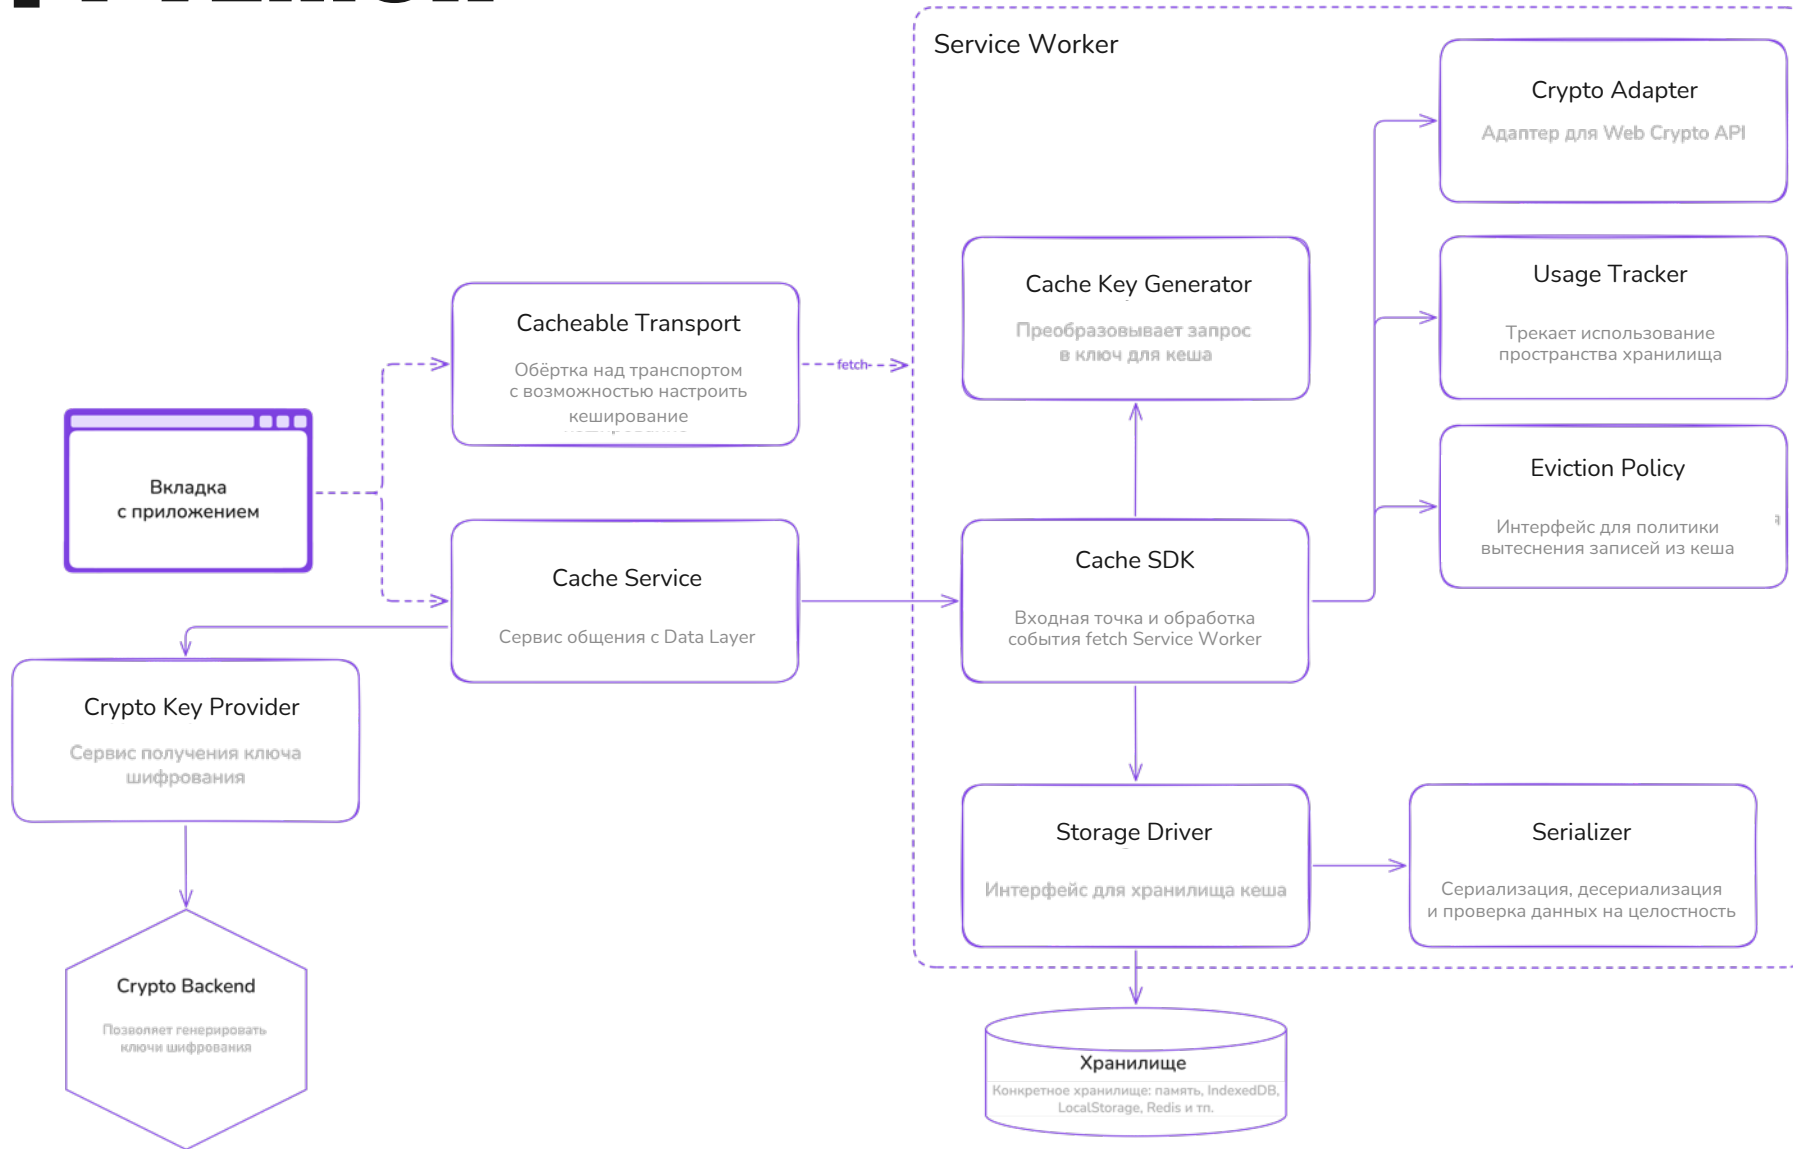 Service Worker
Crypto Adapter
Адаптер для Web Crypto API
Cache Key Generator
Преобразовывает запрос
в ключ для кеша
Usage Tracker
Трекает использование
пространства хранилища
Cacheable Transport
Обёртка над транспортом
с возможностью настроить
кеширование
fetch
Вкладка
с приложением
Eviction Policy
Интерфейс для политики
вытеснения записей из кеша
Cache Service
Сервис общения с Data Layer
Cache SDK
Входная точка и обработка
события fetch Service Worker
Crypto Key Provider
Сервис получения ключа
шифрования
Storage Driver
Интерфейс для хранилища кеша
Serializer
Сериализация, десериализация
и проверка данных на целостность
Crypto Backend
Позволяет генерировать
ключи шифрования
Хранилище
Конкретное хранилище: память, IndexedDB,
LocalStorage, Redis и тп.